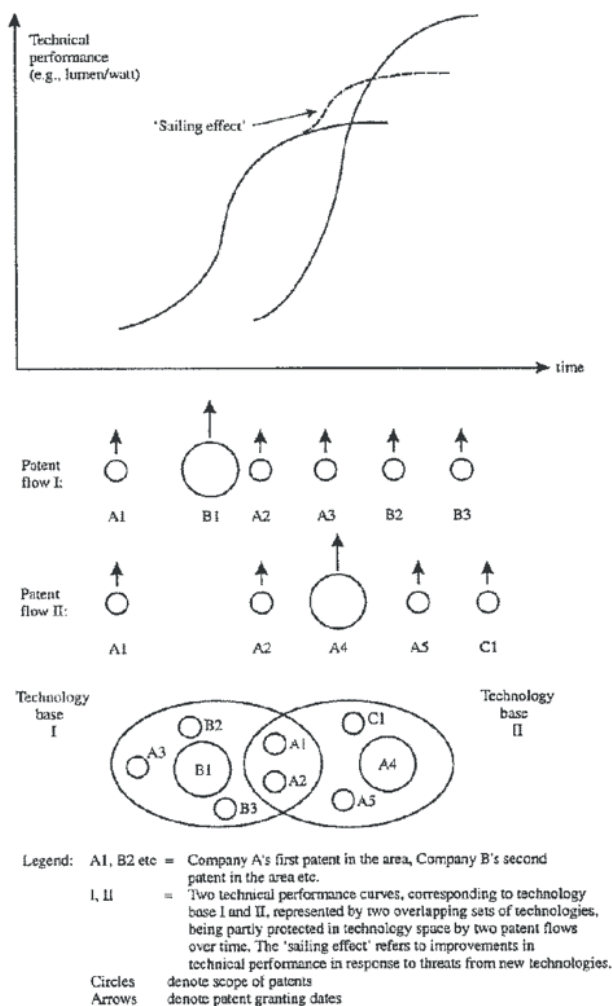 Technical
performance
(e.g., lumen/watt)
'Sailing effect'
time
Patent
flow I:
A1 B1 A2 A3 B2 B3
Patent
flow II:
A1 A2 A4 A5 C1
Technology
base
I
Technology
base
II
B2
C1
A1
A3
B1
A4
A2
A5
B3
Legend: A1, B2 etc = Company A's first patent in the area, Company B's second
patent in the area etc.
I, II = Two technical performance curves, corresponding to technology
base I and II, represented by two overlapping sets of technologies,
being partly protected in technology space by two patent flows
over time. The 'sailing effect' refers to improvements in
technical performance in response to threats from new technologies.
Circles denote scope of patents
Arrows denote patent granting dates